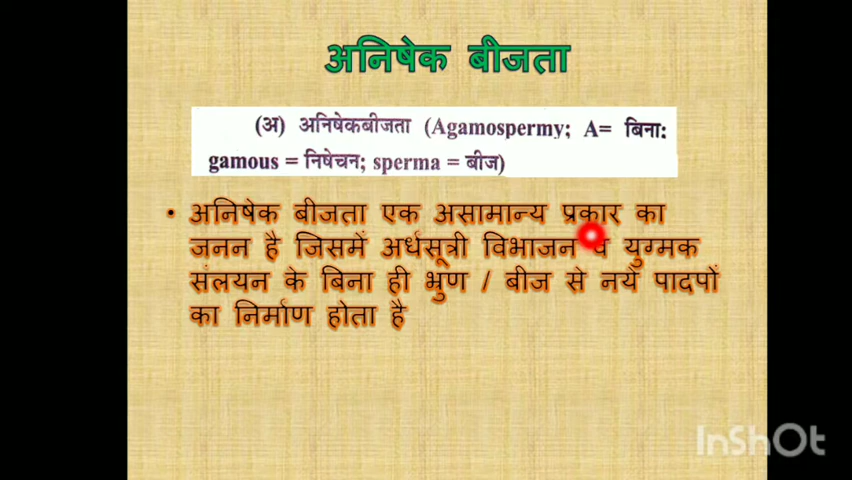 अनिषेक बीजता
(अ) अनिषेकबीजता (Agamospermy; A= बिना:
gamous = निषेचन; sperma = बीज)
• अनिषेक बीजता एक असामान्य प्रकार का
जनन है जिसमें अर्धसूत्री विभाजन व युग्मक
संलयन के बिना ही भ्रुण / बीज से नये पादपों
का निर्माण होता है
InShOt